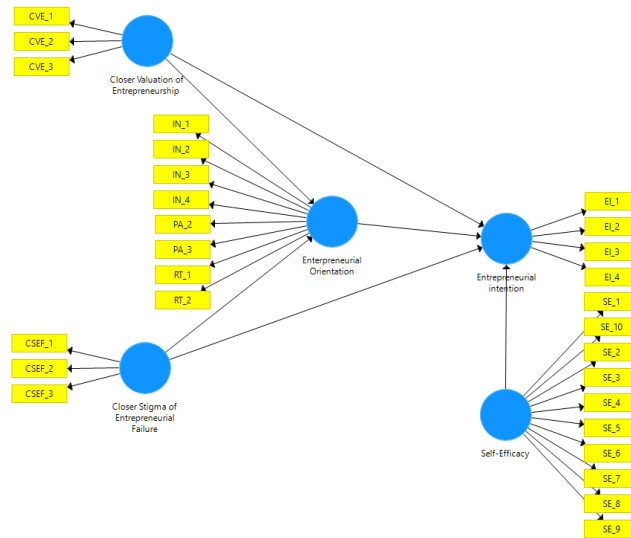 CVE_1
CVE_2
CVE_3
Closer Valuation of
Entrepreneurship
IN_1
IN_2
IN_3
IN_4
PA_2
PA_3
RT_1
RT_2
Enterpreneurial
Orientation
EI_1
EI_2
EI_3
EI_4
Entrepreneurial
intention
CSEF_1
CSEF_2
CSEF_3
Closer Stigma of
Entrepreneurial
Failure
SE_1
SE_10
SE_2
SE_3
SE_4
SE_5
SE_6
SE_7
SE_8
SE_9
Self-Efficacy